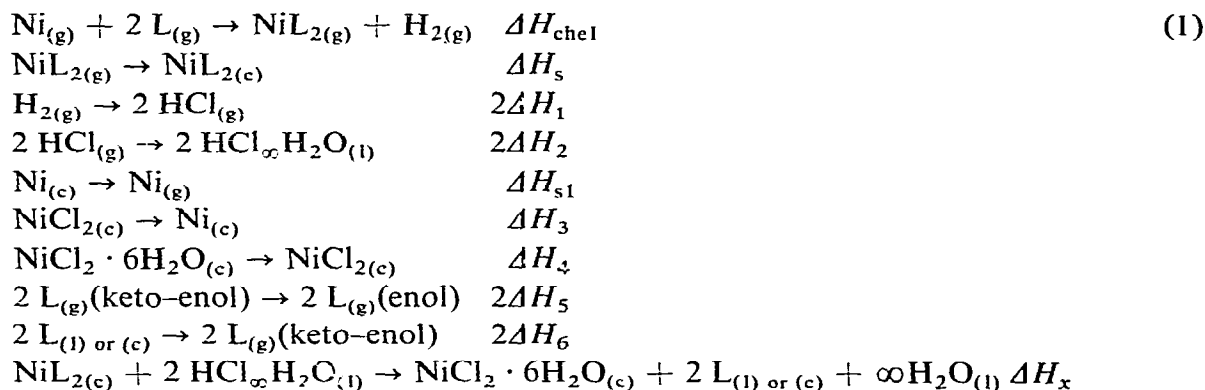 Ni(g) + 2 L(g) → NiL2(g) + H2(g) ΔHchel (1)
NiL2(g) → NiL2(c) ΔHs
H2(g) → 2 HCl(g) 2ΔH1
2 HCl(g) → 2 HCl∞H2O(l) 2ΔH2
Ni(c) → Ni(g) ΔHs1
NiCl2(c) → Ni(c) ΔH3
NiCl2 · 6H2O(c) → NiCl2(c) ΔH4
2 L(g)(keto–enol) → 2 L(g)(enol) 2ΔH5
2 L(l) or (c) → 2 L(g)(keto–enol) 2ΔH6
NiL2(c) + 2 HCl∞H2O(l) → NiCl2 · 6H2O(c) + 2 L(l) or (c) + ∞H2O(l) ΔHx